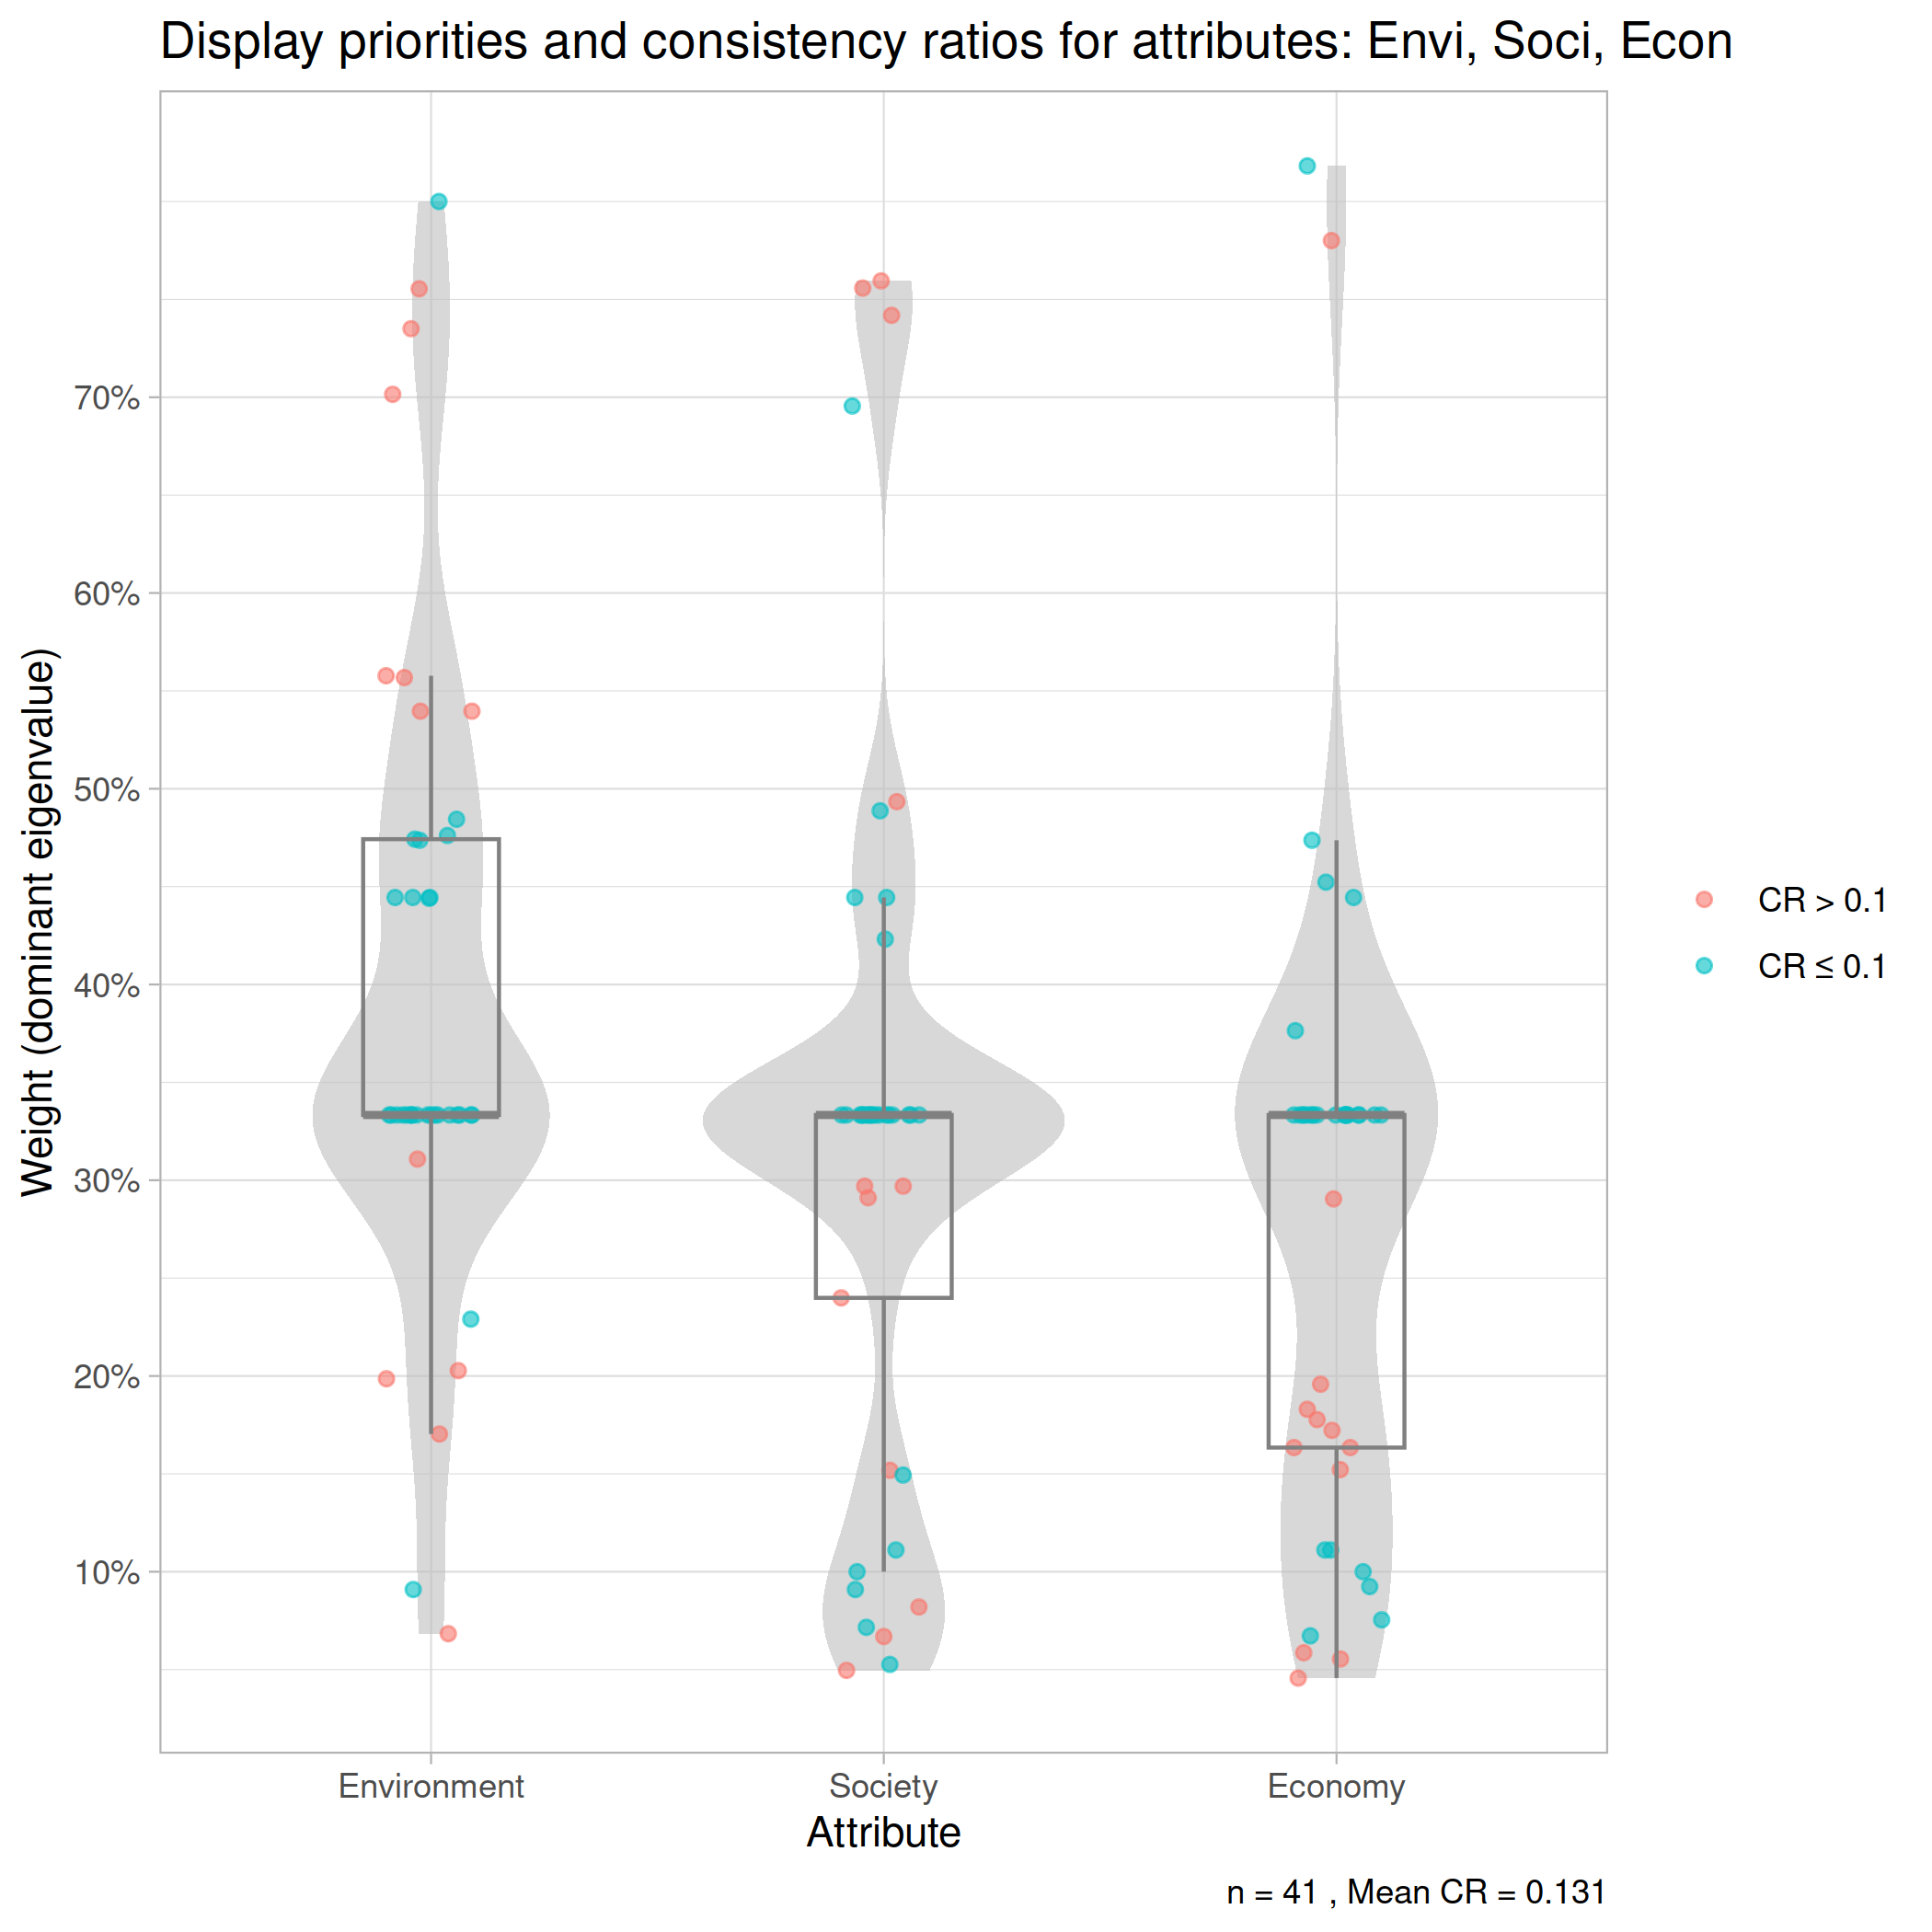 Display priorities and consistency ratios for attributes: Envi, Soci, Econ
Weight (dominant eigenvalue)
70%
60%
50%
40%
30%
20%
10%
CR > 0.1
CR ≤ 0.1
Environment
Society
Economy
Attribute
n = 41 , Mean CR = 0.131